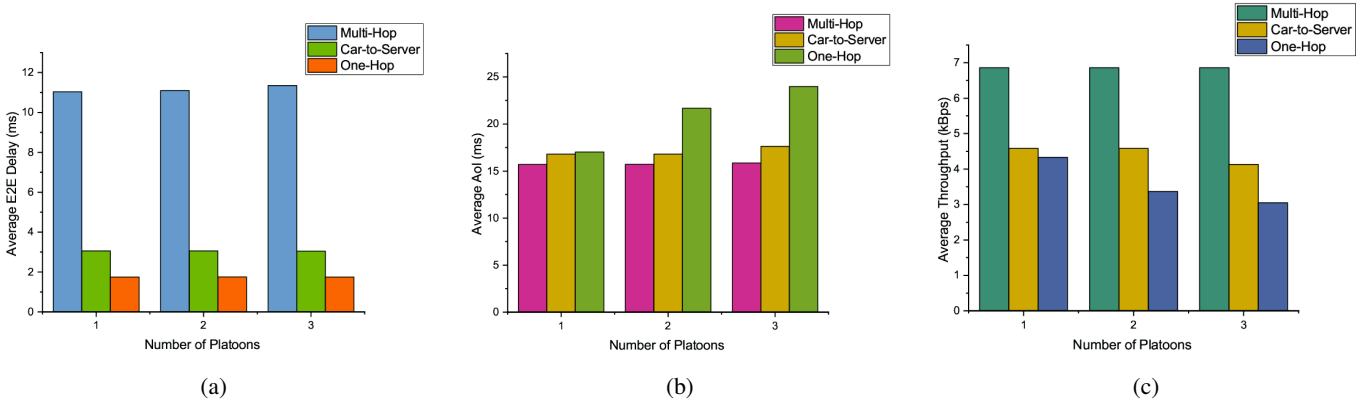 Multi-Hop
Car-to-Server
One-Hop
12
10
8
6
4
2
0
Average E2E Delay (ms)
1 2 3
Number of Platoons
(a)
Multi-Hop
Car-to-Server
One-Hop
25
20
15
10
5
0
Average AoI (ms)
1 2 3
Number of Platoons
(b)
Multi-Hop
Car-to-Server
One-Hop
7
6
5
4
3
2
1
0
Average Throughput (kBps)
1 2 3
Number of Platoons
(c)